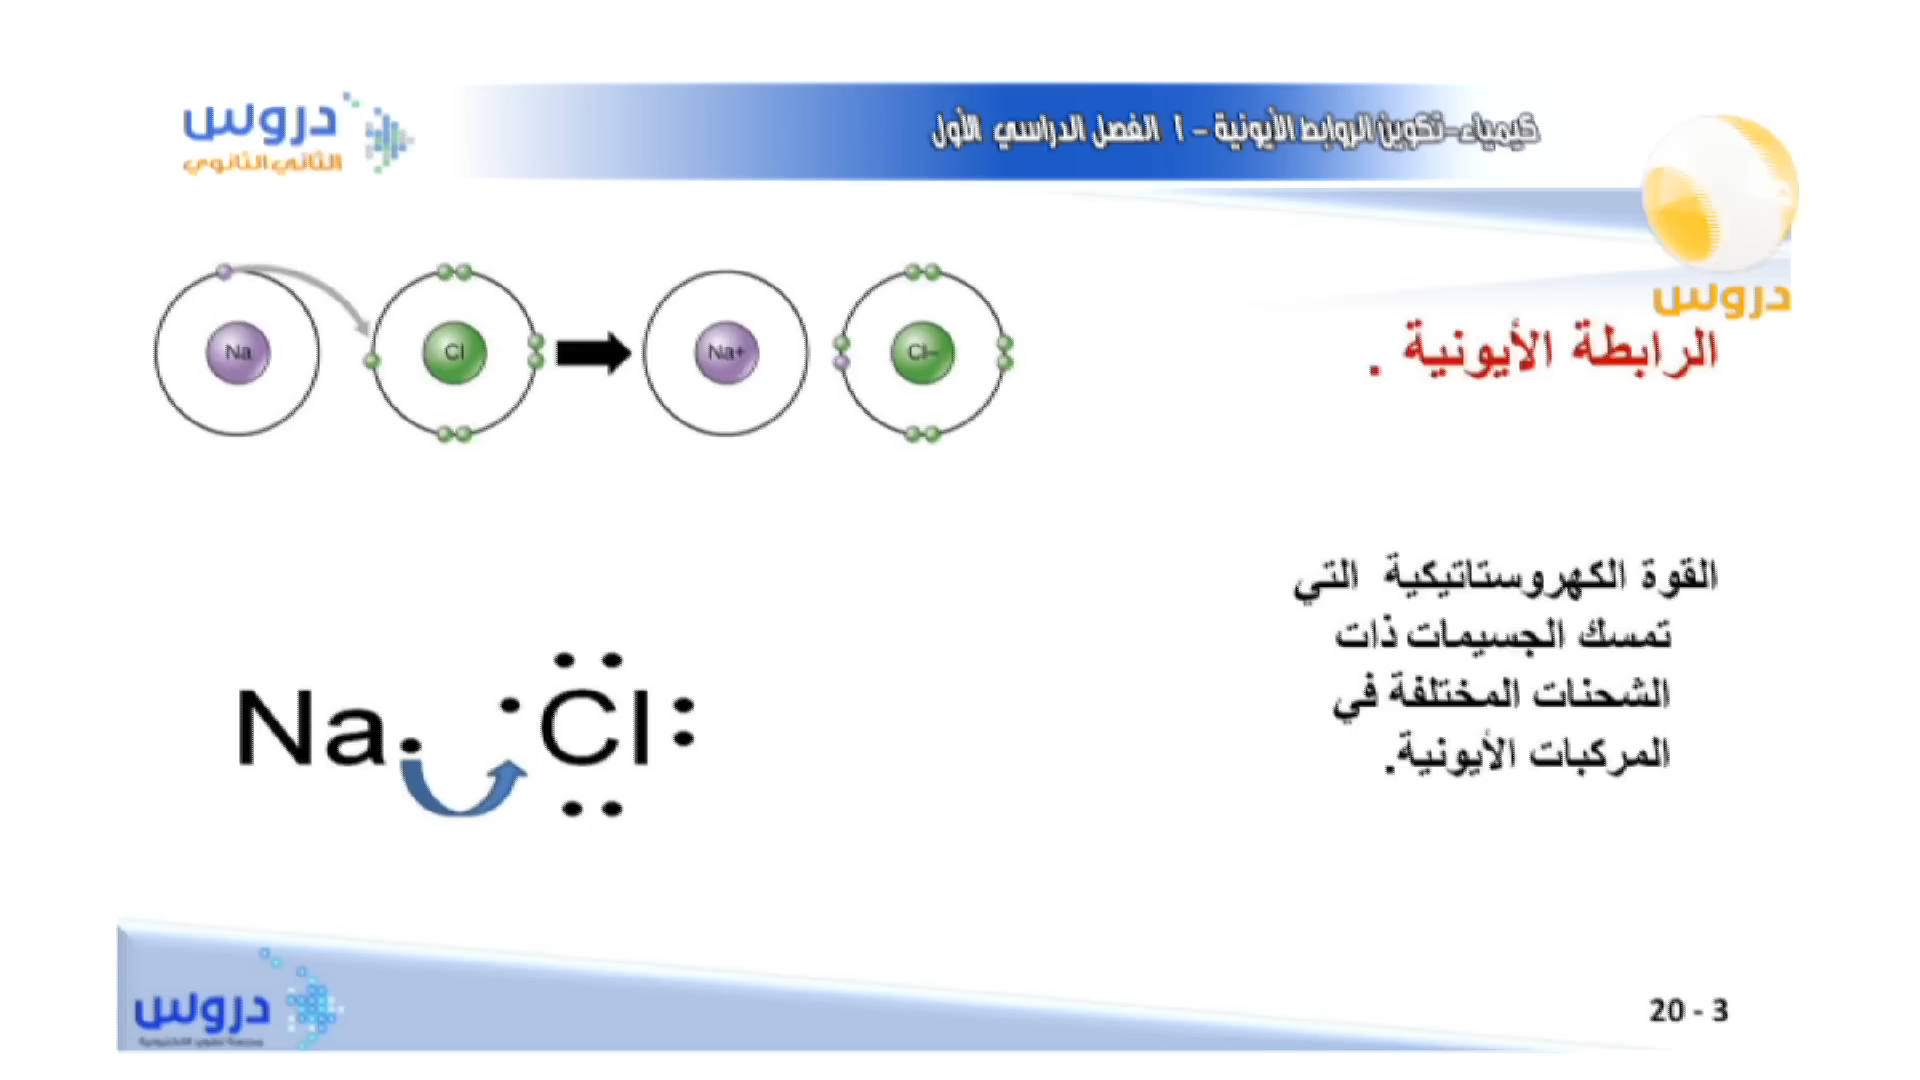 دروس
الثاني الثانوي
كيمياء-تكوين الروابط الأيونية - ١ الفصل الدراسي الأول
دروس
الرابطة الأيونية .
Na
Cl
Na+
Cl-
القوة الكهروستاتيكية التي
تمسك الجسيمات ذات
الشحنات المختلفة في
المركبات الأيونية.
Na Cl
دروس
20 - 3